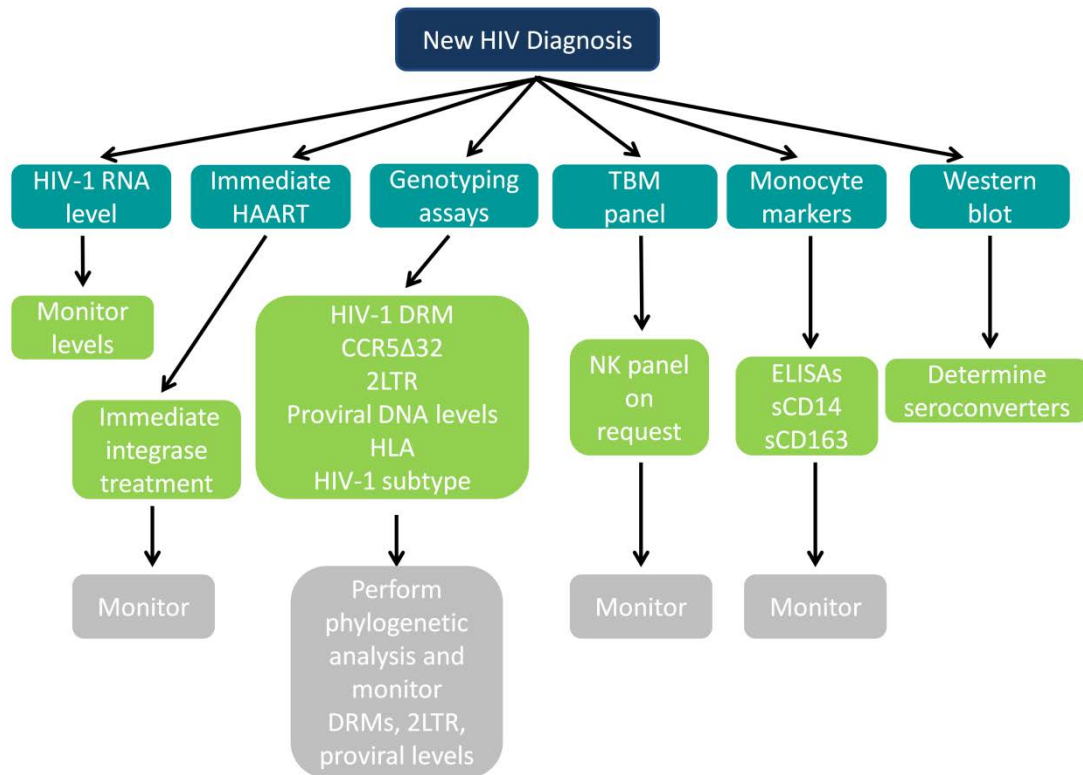 New HIV Diagnosis
HIV-1 RNA
level
Immediate
HAART
Genotyping
assays
TBM
panel
Monocyte
markers
Western
blot
Monitor
levels
Immediate
integrase
treatment
HIV-1 DRM
CCR5Δ32
2LTR
Proviral DNA levels
HLA
HIV-1 subtype
NK panel
on
request
ELISAs
sCD14
sCD163
Determine
seroconverters
Monitor
Perform
phylogenetic
analysis and
monitor
DRMs, 2LTR,
proviral levels
Monitor
Monitor